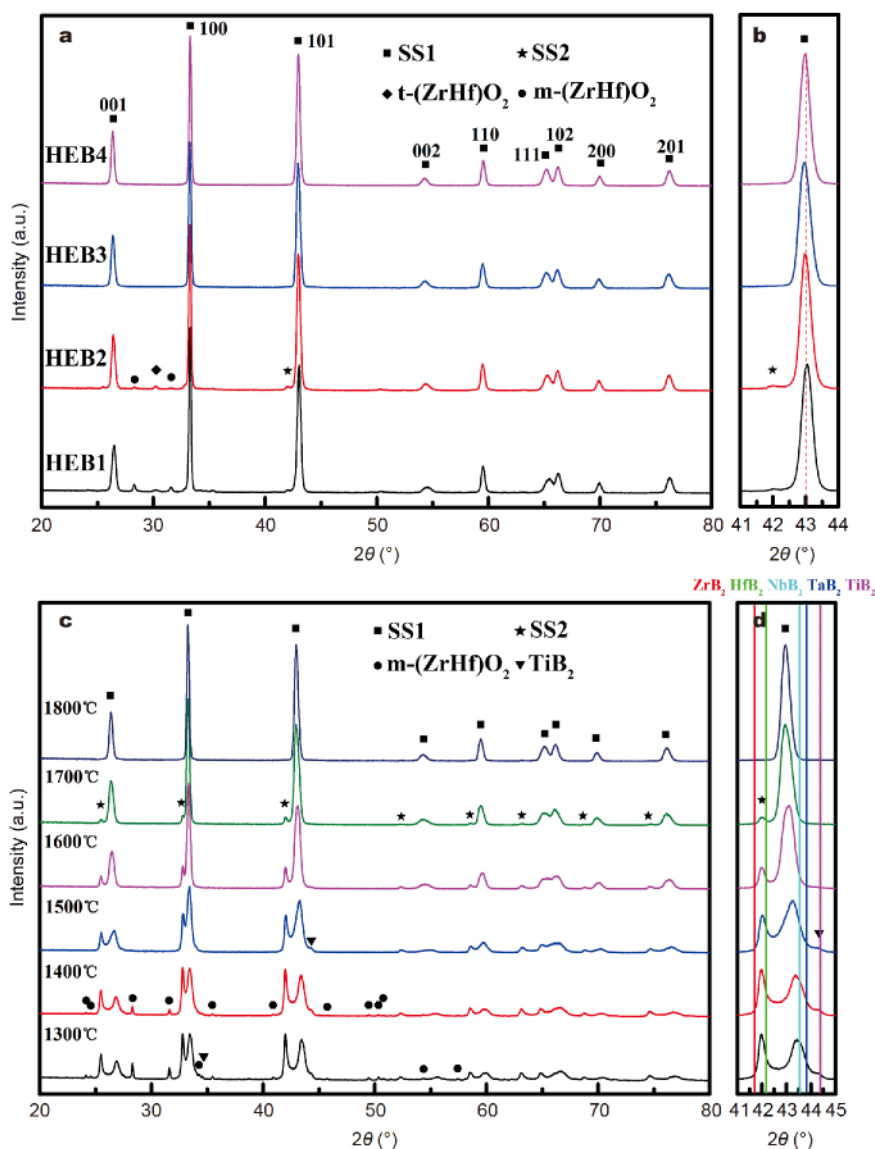 a
■ SS1 ★ SS2
◆ t-(ZrHf)O₂ ● m-(ZrHf)O₂
001
100
101
002
110
111
102
200
201
HEB4
HEB3
HEB2
HEB1
Intensity (a.u.)
20 30 40 50 60 70 80
2θ (°)
b
41 42 43 44
2θ (°)
ZrB₂ HfB₂ NbB₂ TaB₂ TiB₂
c
■ SS1 ★ SS2
● m-(ZrHf)O₂ ▼ TiB₂
1800℃
1700℃
1600℃
1500℃
1400℃
1300℃
Intensity (a.u.)
20 30 40 50 60 70 80
2θ (°)
d
41 42 43 44 45
2θ (°)